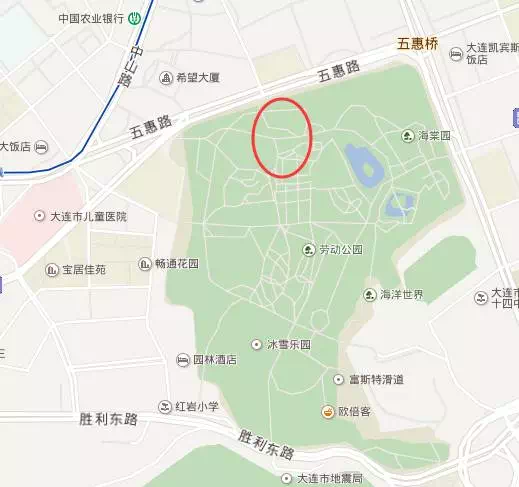 中国农业银行
中山路
五惠桥
大连凯宾斯
饭店
希望大厦
五惠路
五惠路
大饭店
海棠园
大连市儿童医院
劳动公园
宝居佳苑
畅通花园
海洋世界
大连市
十四中
冰雪乐园
园林酒店
富斯特滑道
红岩小学
欧倍客
胜利东路
胜利东路
大连市地震局